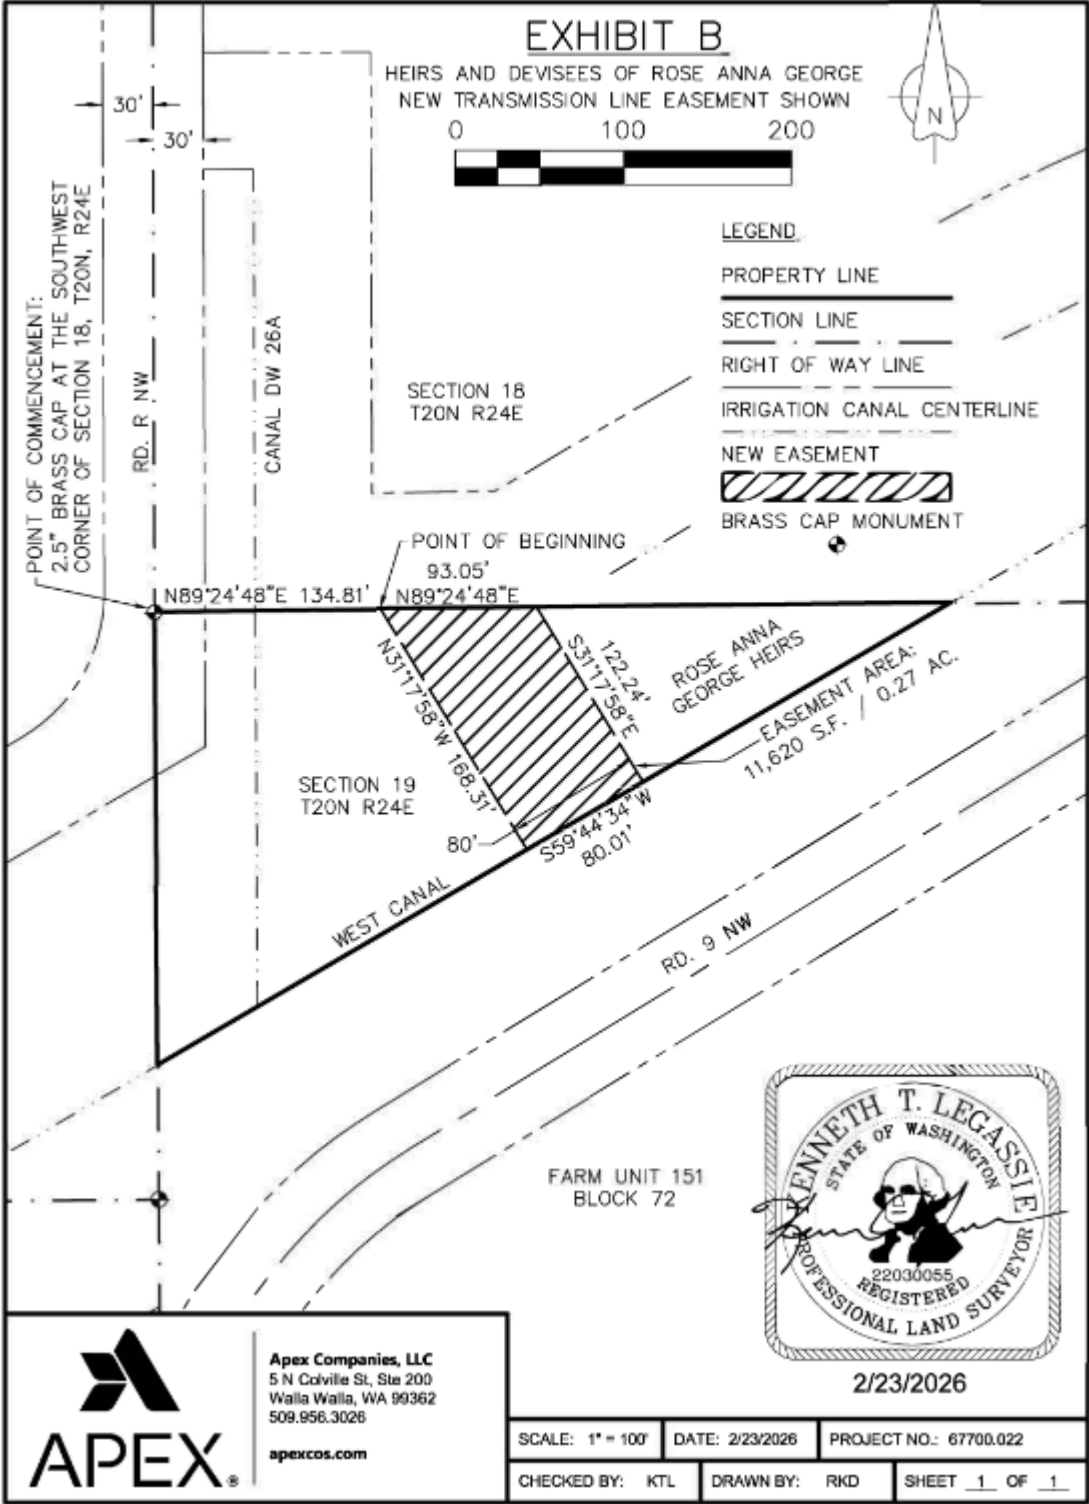 EXHIBIT B
HEIRS AND DEVISEES OF ROSE ANNA GEORGE
NEW TRANSMISSION LINE EASEMENT SHOWN
0 100 200
N
30'
30'
POINT OF COMMENCEMENT:
2.5" BRASS CAP AT THE SOUTHWEST
CORNER OF SECTION 18, T20N, R24E
RD. R NW
CANAL DW 26A
LEGEND
PROPERTY LINE
SECTION LINE
RIGHT OF WAY LINE
IRRIGATION CANAL CENTERLINE
NEW EASEMENT
BRASS CAP MONUMENT
SECTION 18
T20N R24E
POINT OF BEGINNING
93.05'
N89°24'48"E 134.81'
N89°24'48"E
N31°17'58"W 168.31'
122.24'
S31°17'58"E
ROSE ANNA
GEORGE HEIRS
EASEMENT AREA:
11,620 S.F. / 0.27 AC.
SECTION 19
T20N R24E
80'
S59°44'34"W
80.01'
WEST CANAL
RD. 9 NW
FARM UNIT 151
BLOCK 72
KENNETH T. LEGASSIE
STATE OF WASHINGTON
22030055
REGISTERED
PROFESSIONAL LAND SURVEYOR
2/23/2026
APEX®
Apex Companies, LLC
5 N Colville St, Ste 200
Walla Walla, WA 99362
509.956.3026
apexcos.com
SCALE: 1" = 100'
DATE: 2/23/2026
PROJECT NO.: 67700.022
CHECKED BY: KTL
DRAWN BY: RKD
SHEET 1 OF 1